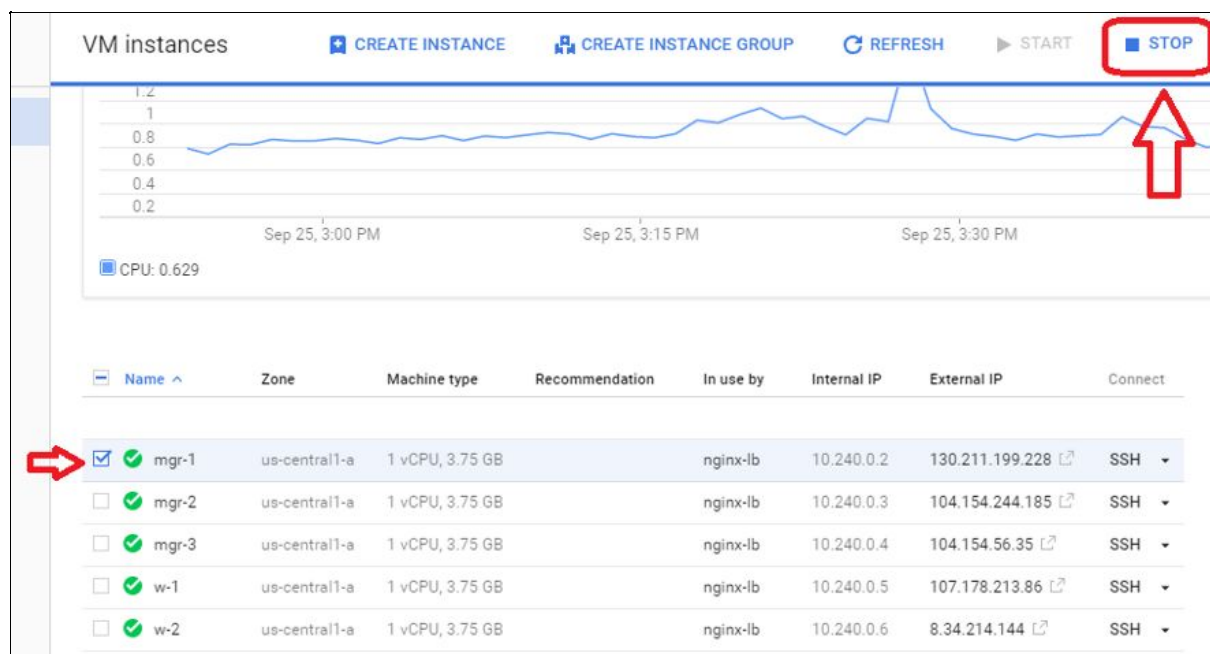 VM instances CREATE INSTANCE CREATE INSTANCE GROUP REFRESH START STOP
1.2
1
0.8
0.6
0.4
0.2
Sep 25, 3:00 PM Sep 25, 3:15 PM Sep 25, 3:30 PM
CPU: 0.629
Name Zone Machine type Recommendation In use by Internal IP External IP Connect
mgr-1 us-central1-a 1 vCPU, 3.75 GB nginx-lb 10.240.0.2 130.211.199.228 SSH
mgr-2 us-central1-a 1 vCPU, 3.75 GB nginx-lb 10.240.0.3 104.154.244.185 SSH
mgr-3 us-central1-a 1 vCPU, 3.75 GB nginx-lb 10.240.0.4 104.154.56.35 SSH
w-1 us-central1-a 1 vCPU, 3.75 GB nginx-lb 10.240.0.5 107.178.213.86 SSH
w-2 us-central1-a 1 vCPU, 3.75 GB nginx-lb 10.240.0.6 8.34.214.144 SSH